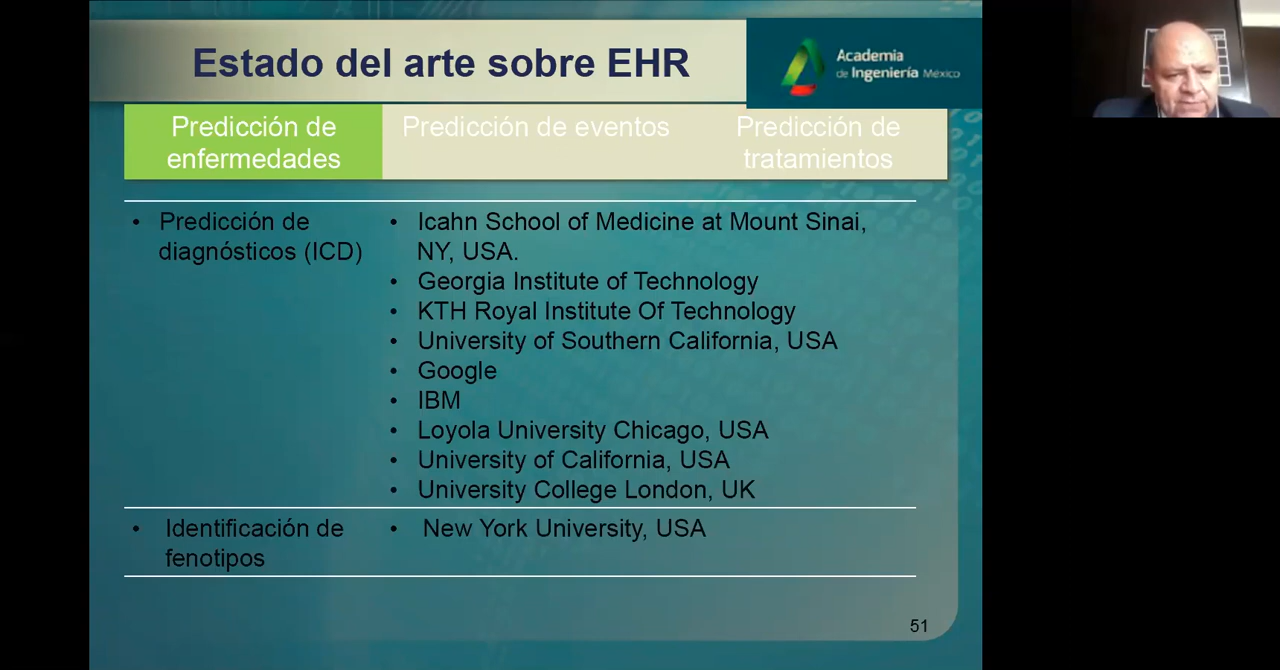 Estado del arte sobre EHR
Academia
de Ingeniería México
Predicción de
enfermedades
Predicción de eventos
Predicción de
tratamientos
• Predicción de
diagnósticos (ICD)
• Icahn School of Medicine at Mount Sinai,
NY, USA.
• Georgia Institute of Technology
• KTH Royal Institute Of Technology
• University of Southern California, USA
• Google
• IBM
• Loyola University Chicago, USA
• University of California, USA
• University College London, UK
• Identificación de
fenotipos
• New York University, USA
51